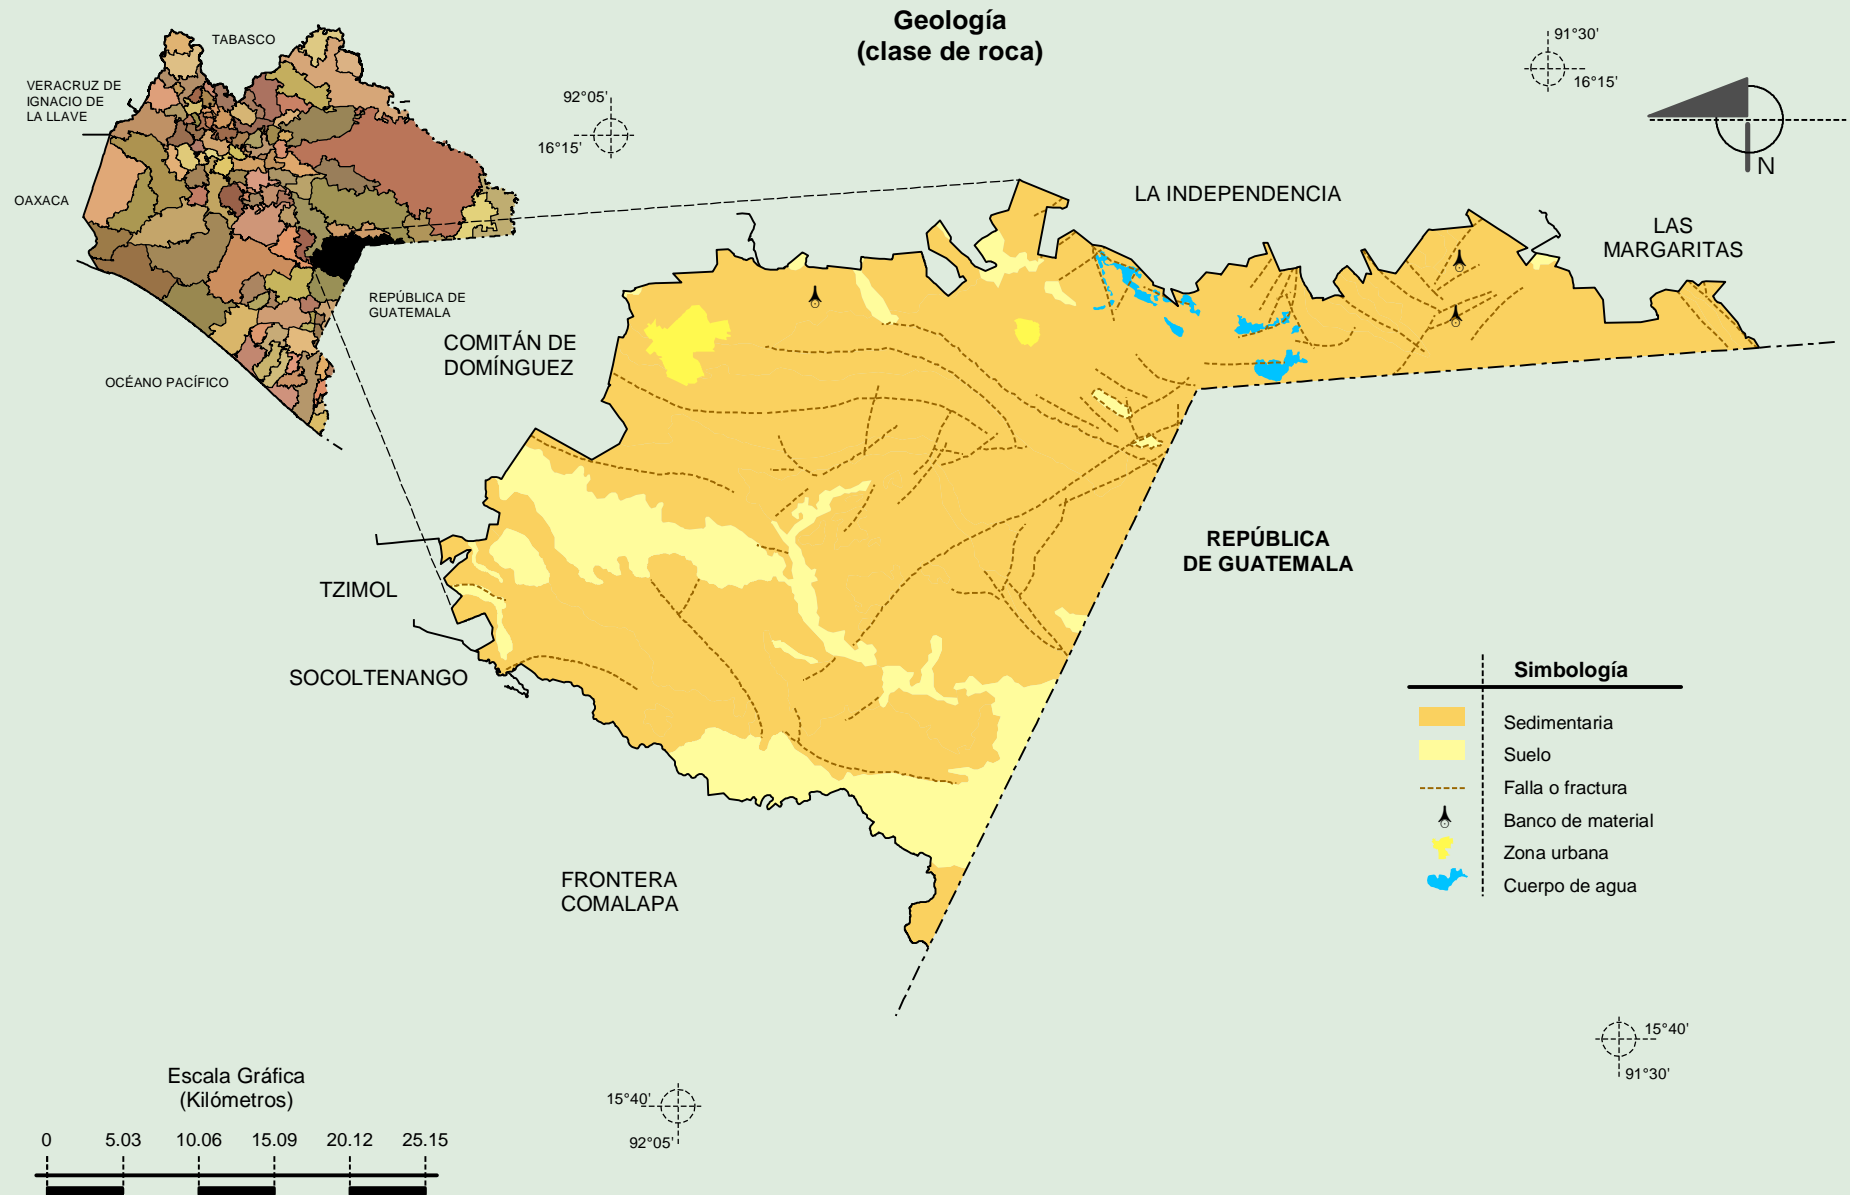 Geología
(clase de roca)
TABASCO
VERACRUZ DE
IGNACIO DE
LA LLAVE
OAXACA
REPÚBLICA DE
GUATEMALA
OCÉANO PACÍFICO
92°05'
16°15'
91°30'
16°15'
N
LA INDEPENDENCIA
LAS
MARGARITAS
COMITÁN DE
DOMÍNGUEZ
REPÚBLICA
DE GUATEMALA
TZIMOL
SOCOLTENANGO
FRONTERA
COMALAPA
Simbología
Sedimentaria
Suelo
Falla o fractura
Banco de material
Zona urbana
Cuerpo de agua
15°40'
91°30'
15°40'
92°05'
Escala Gráfica
(Kilómetros)
0 5.03 10.06 15.09 20.12 25.15